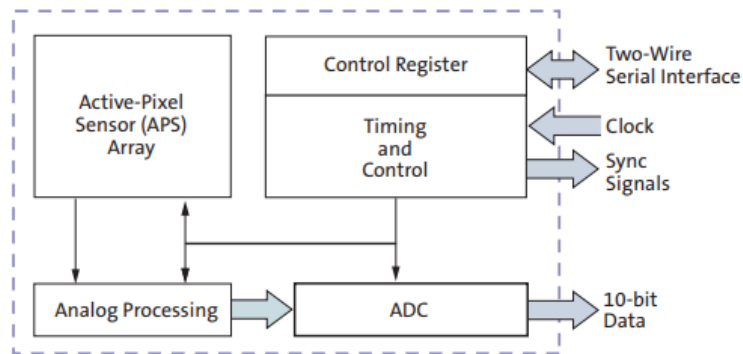 Active-Pixel
Sensor (APS)
Array
Control Register
Timing
and
Control
Two-Wire
Serial Interface
Clock
Sync
Signals
Analog Processing
ADC
10-bit
Data